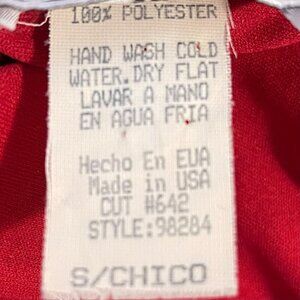 100% POLYESTER
HAND WASH COLD
WATER.DRY FLAT
LAVAR A MANO
EN AGUA FRIA
Hecho En EUA
Made in USA
CUT #642
STYLE:98284
S/CHICO